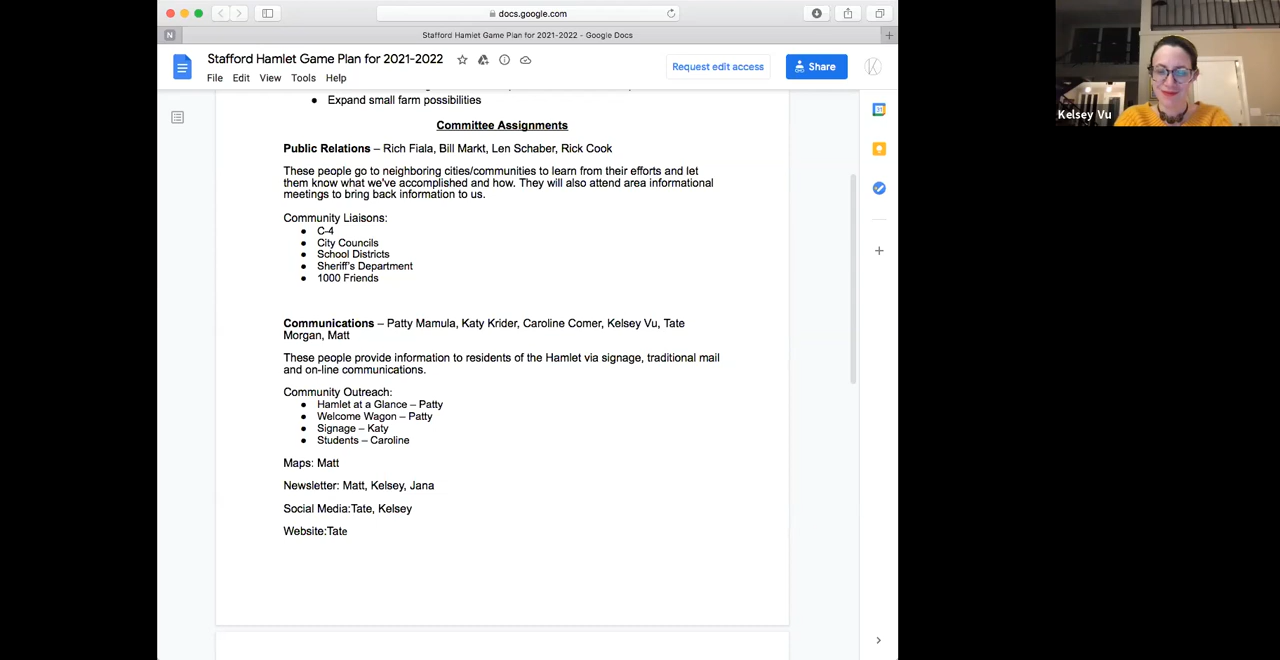 docs.google.com
N
Stafford Hamlet Game Plan for 2021-2022 - Google Docs
Stafford Hamlet Game Plan for 2021-2022
Request edit access
Share
File Edit View Tools Help
Kelsey Vu
31
● Expand small farm possibilities
Committee Assignments
Public Relations – Rich Fiala, Bill Markt, Len Schaber, Rick Cook
These people go to neighboring cities/communities to learn from their efforts and let
them know what we've accomplished and how. They will also attend area informational
meetings to bring back information to us.
Community Liaisons:
● C-4
● City Councils
● School Districts
● Sheriff's Department
● 1000 Friends
Communications – Patty Mamula, Katy Krider, Caroline Comer, Kelsey Vu, Tate
Morgan, Matt
These people provide information to residents of the Hamlet via signage, traditional mail
and on-line communications.
Community Outreach:
● Hamlet at a Glance – Patty
● Welcome Wagon – Patty
● Signage – Katy
● Students – Caroline
Maps: Matt
Newsletter: Matt, Kelsey, Jana
Social Media:Tate, Kelsey
Website:Tate